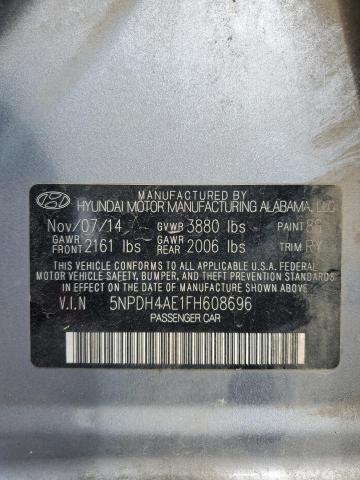 MANUFACTURED BY
HYUNDAI MOTOR MANUFACTURING ALABAMA, LLC
Nov/07/14 GVWR 3880 lbs PAINT
GAWR FRONT 2161 lbs GAWR REAR 2006 lbs TRIM RY
THIS VEHICLE CONFORMS TO ALL APPLICABLE U.S.A. FEDERAL
MOTOR VEHICLE SAFETY, BUMPER, AND THEFT PREVENTION STANDARDS
IN EFFECT ON THE DATE OF MANUFACTURE SHOWN ABOVE.
V.I.N 5NPDH4AE1FH608696
PASSENGER CAR